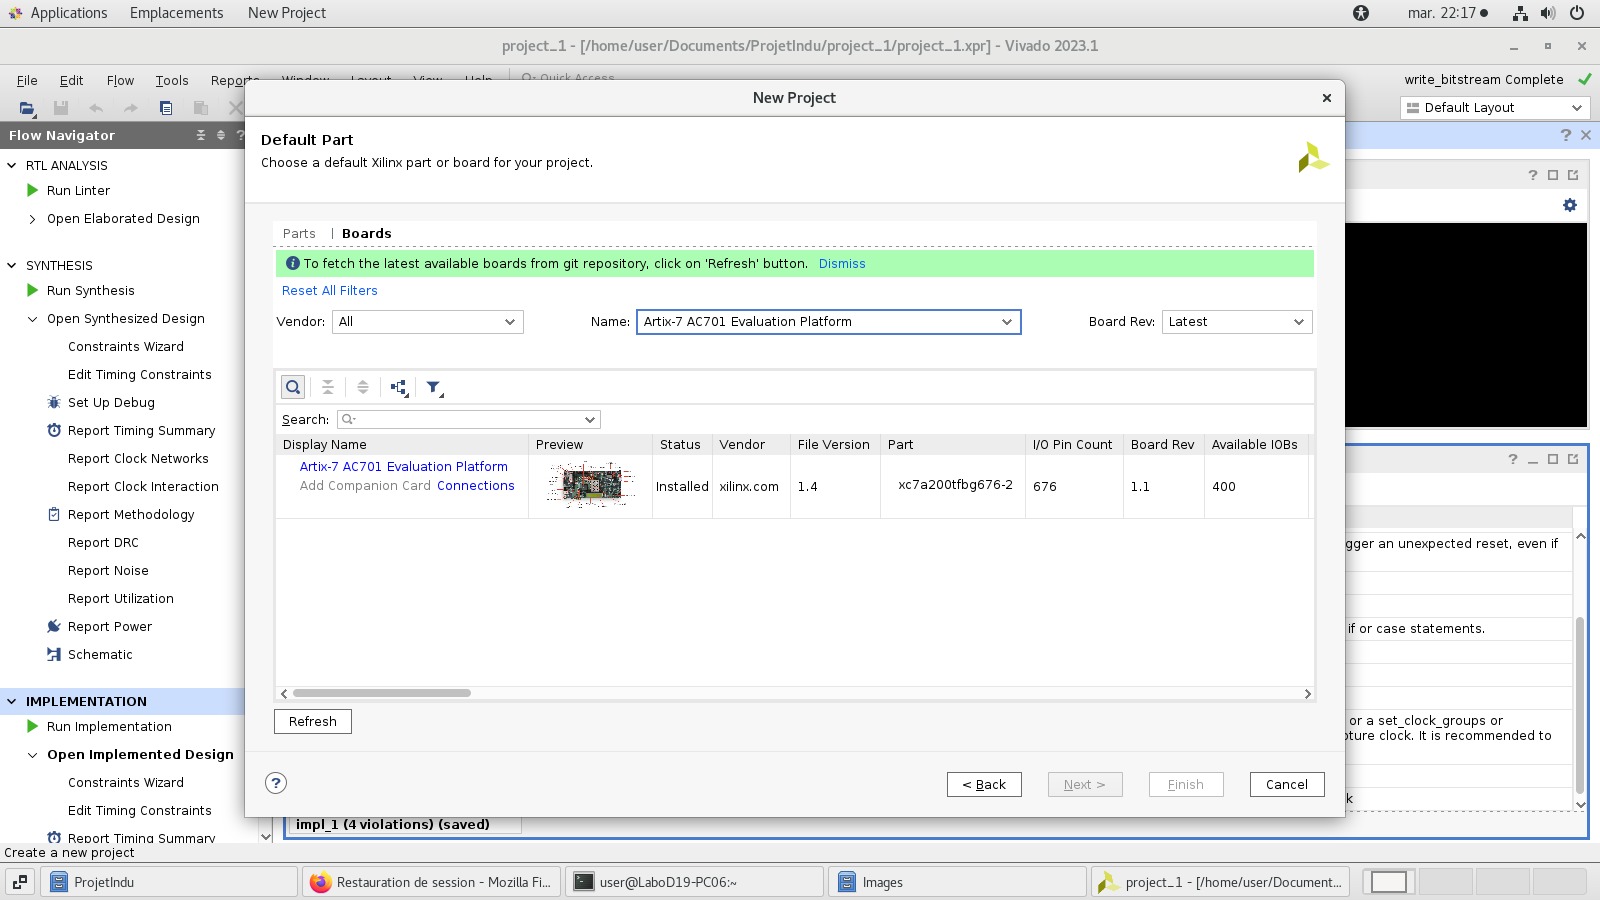 Applications Emplacements New Project mar. 22:17
project_1 - [/home/user/Documents/ProjetIndu/project_1/project_1.xpr] - Vivado 2023.1
File Edit Flow Tools Reports Window Layout View Help Quick Access write_bitstream Complete
Default Layout
New Project
Flow Navigator
Default Part
Choose a default Xilinx part or board for your project.
RTL ANALYSIS
Run Linter
Open Elaborated Design
SYNTHESIS
Run Synthesis
Open Synthesized Design
Constraints Wizard
Edit Timing Constraints
Set Up Debug
Report Timing Summary
Report Clock Networks
Report Clock Interaction
Report Methodology
Report DRC
Report Noise
Report Utilization
Report Power
Schematic
IMPLEMENTATION
Run Implementation
Open Implemented Design
Constraints Wizard
Edit Timing Constraints
Report Timing Summary
Parts | Boards
To fetch the latest available boards from git repository, click on 'Refresh' button. Dismiss
Reset All Filters
Vendor: All Name: Artix-7 AC701 Evaluation Platform Board Rev: Latest
Search:
Display Name Preview Status Vendor File Version Part I/O Pin Count Board Rev Available IOBs
Artix-7 AC701 Evaluation Platform
Add Companion Card Connections Installed xilinx.com 1.4 xc7a200tfbg676-2 676 1.1 400
Refresh
? < Back Next > Finish Cancel
gger an unexpected reset, even if
if or case statements.
or a set_clock_groups or
pture clock. It is recommended to
k
impl_1 (4 violations) (saved)
Create a new project
ProjetIndu Restauration de session - Mozilla Fi... user@LaboD19-PC06:~ Images project_1 - [/home/user/Document...